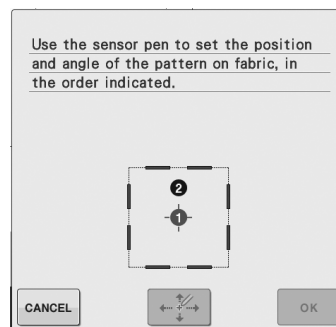 Use the sensor pen to set the position
and angle of the pattern on fabric, in
the order indicated.
2
1
CANCEL
OK